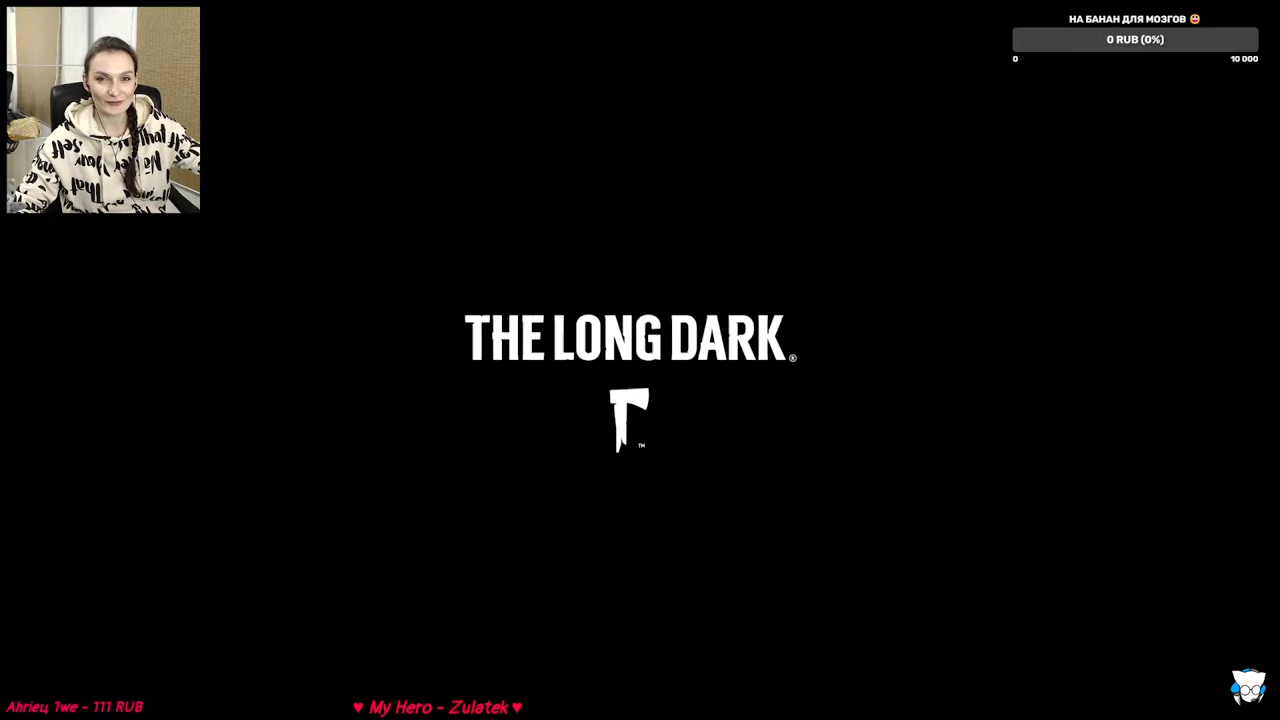 НА БАНАН ДЛЯ МОЗГОВ
0 RUB (0%)
0 10 000
THE LONG DARK®
™
Ahrieц 1we - 111 RUB
♥ My Hero - Zulatek ♥